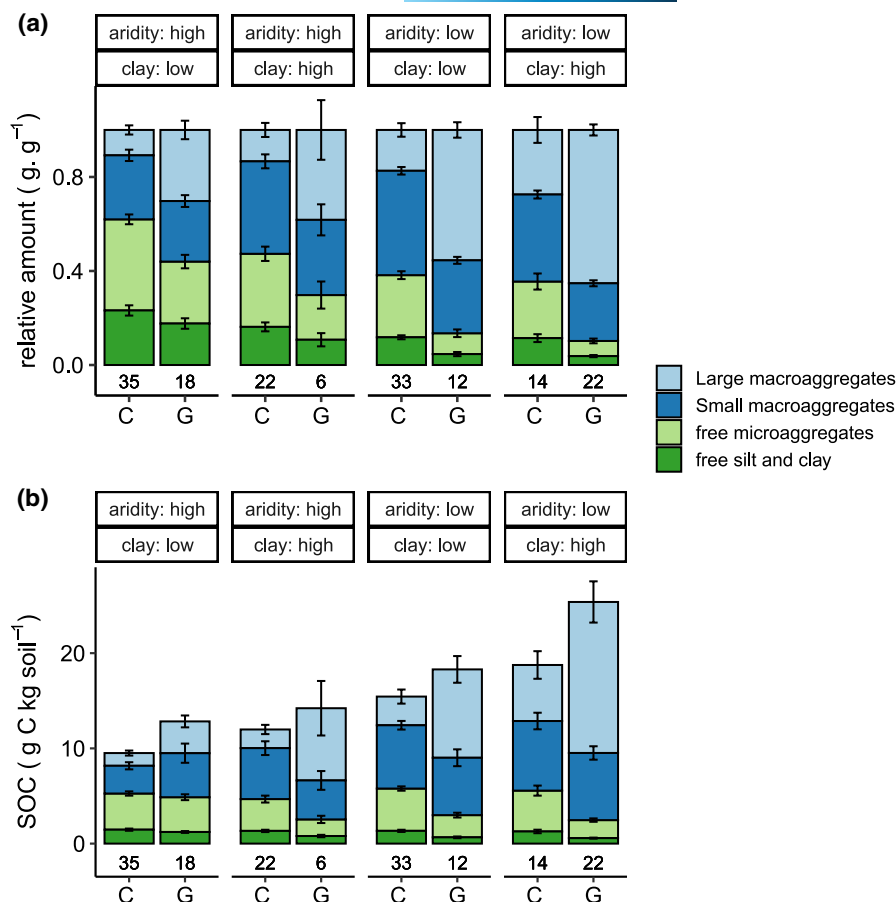 (a)
aridity: high aridity: high aridity: low aridity: low
clay: low clay: high clay: low clay: high
relative amount ( g. g⁻¹)
0.8
0.4
0.0
35 18 22 6 33 12 14 22
C G C G C G C G
Large macroaggregates
Small macroaggregates
free microaggregates
free silt and clay
(b)
aridity: high aridity: high aridity: low aridity: low
clay: low clay: high clay: low clay: high
SOC ( g C kg soil⁻¹)
20
10
0
35 18 22 6 33 12 14 22
C G C G C G C G